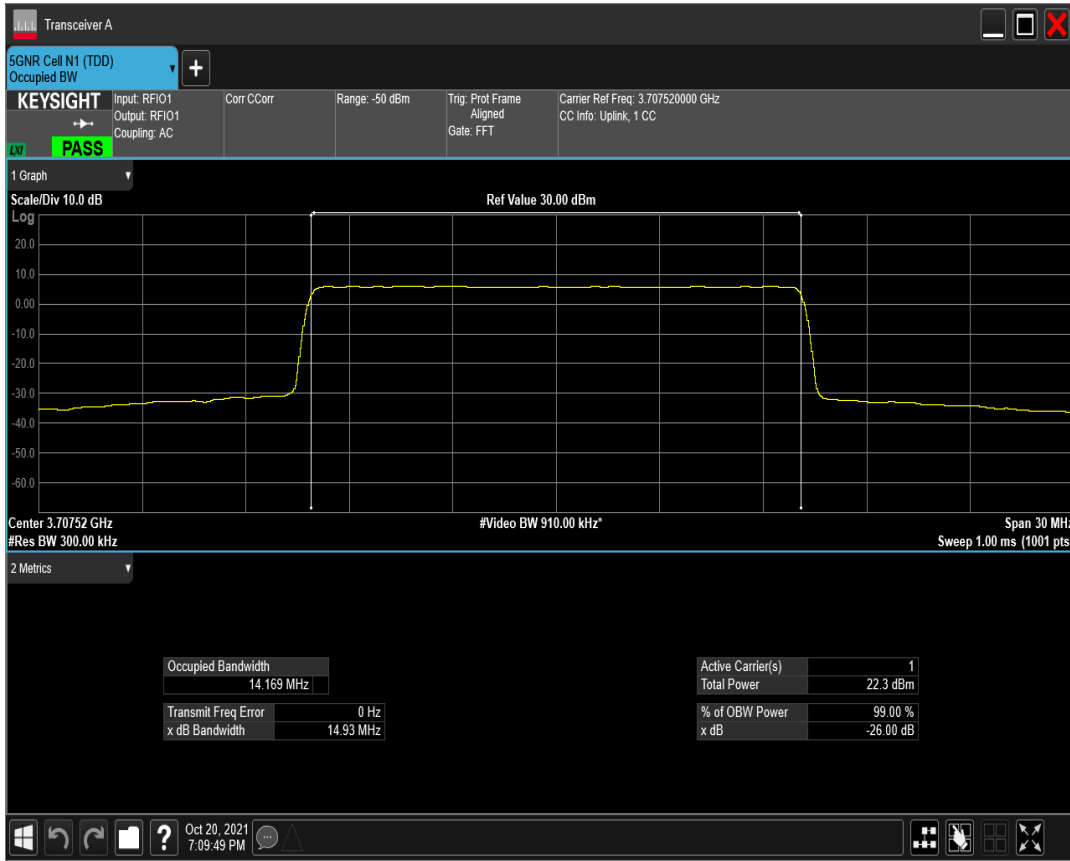 Transceiver A
5GNR Cell N1 (TDD)
Occupied BW
+
KEYSIGHT
LXI
PASS
Input: RFIO1
Output: RFIO1
Coupling: AC
Corr CCorr
Range: -50 dBm
Trig: Prot Frame
Aligned
Gate: FFT
Carrier Ref Freq: 3.707520000 GHz
CC Info: Uplink, 1 CC
1 Graph
Scale/Div 10.0 dB
Ref Value 30.00 dBm
Log
20.0
10.0
0.00
-10.0
-20.0
-30.0
-40.0
-50.0
-60.0
Center 3.70752 GHz
#Video BW 910.00 kHz*
Span 30 MHz
#Res BW 300.00 kHz
Sweep 1.00 ms (1001 pts
2 Metrics
Occupied Bandwidth
14.169 MHz
Transmit Freq Error 0 Hz
x dB Bandwidth 14.93 MHz
Active Carrier(s) 1
Total Power 22.3 dBm
% of OBW Power 99.00 %
x dB -26.00 dB
?
Oct 20, 2021
7:09:49 PM